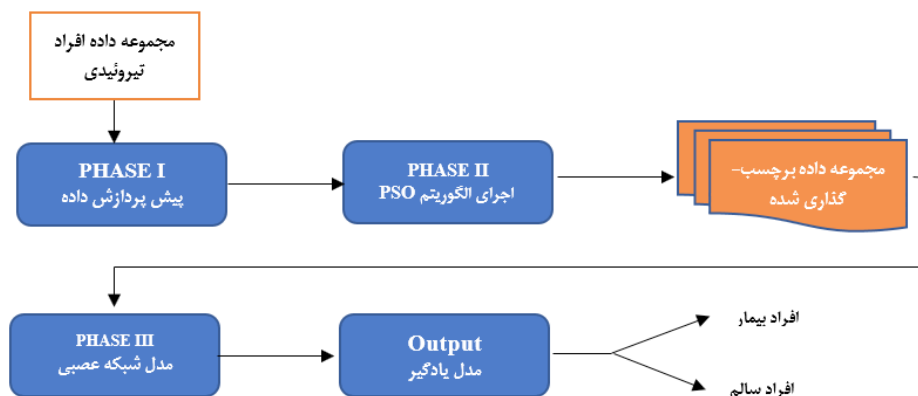 مجموعه داده افراد
تیروئیدی
PHASE I
پیش پردازش داده
PHASE II
اجرای الگوریتم PSO
مجموعه داده برچسب–
گذاری شده
PHASE III
مدل شبکه عصبی
Output
مدل یادگیر
افراد بیمار
افراد سالم